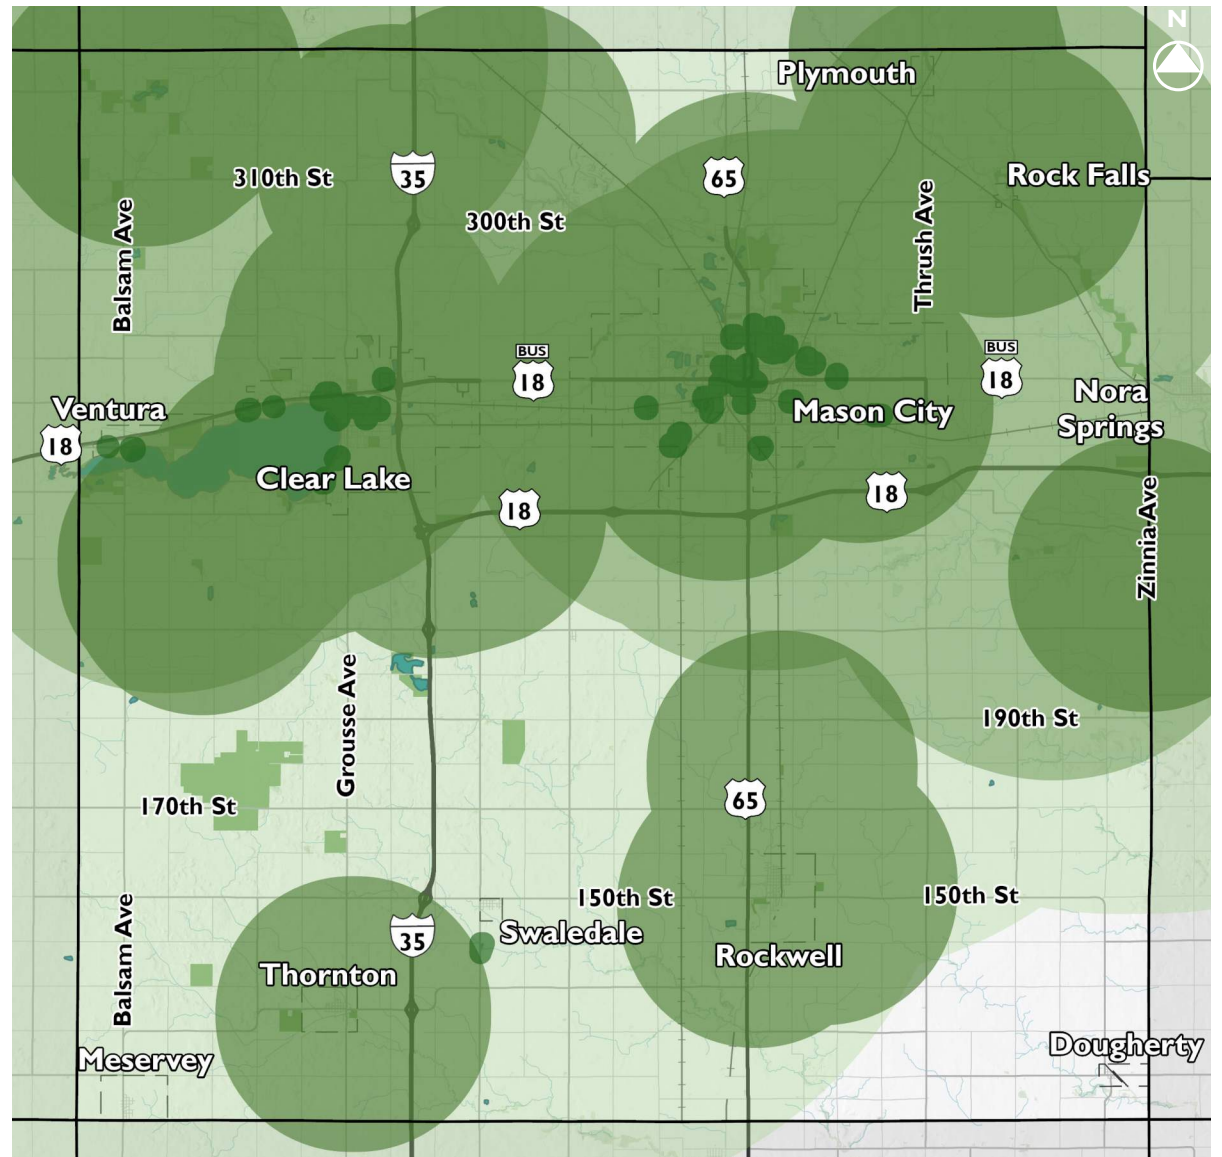 N
Plymouth
310th St
35
65
Rock Falls
300th St
Balsam Ave
Thrush Ave
BUS
18
BUS
18
Ventura
18
Mason City
Nora
Springs
Clear Lake
18
18
Zinnia Ave
Grousse Ave
190th St
170th St
65
150th St
150th St
Balsam Ave
35
Swaledale
Rockwell
Thornton
Meservey
Dougherty